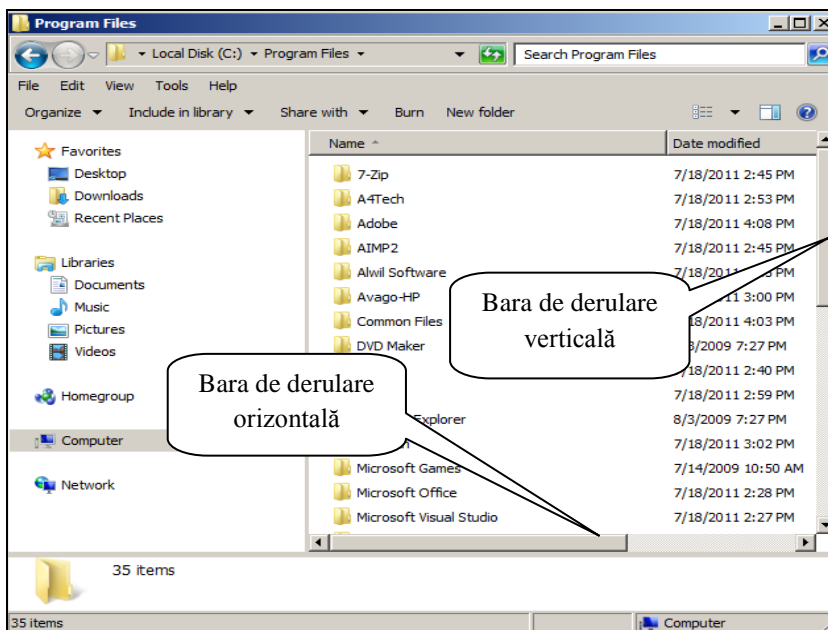 Program Files
Local Disk (C:) Program Files Search Program Files
File Edit View Tools Help
Organize Include in library Share with Burn New folder
Favorites
Desktop
Downloads
Recent Places
Libraries
Documents
Music
Pictures
Videos
Homegroup
Computer
Network
Name Date modified
7-Zip 7/18/2011 2:45 PM
A4Tech 7/18/2011 2:53 PM
Adobe 7/18/2011 4:08 PM
AIMP2 7/18/2011 2:45 PM
Alwil Software PM
Avago-HP 3:00 PM
Common Files 4:03 PM
DVD Maker 7:27 PM
2:40 PM
7/18/2011 2:59 PM
Explorer 8/3/2009 7:27 PM
7/18/2011 3:02 PM
Microsoft Games 7/14/2009 10:50 AM
Microsoft Office 7/18/2011 2:28 PM
Microsoft Visual Studio 7/18/2011 2:27 PM
Bara de derulare
verticală
Bara de derulare
orizontală
35 items
35 items Computer